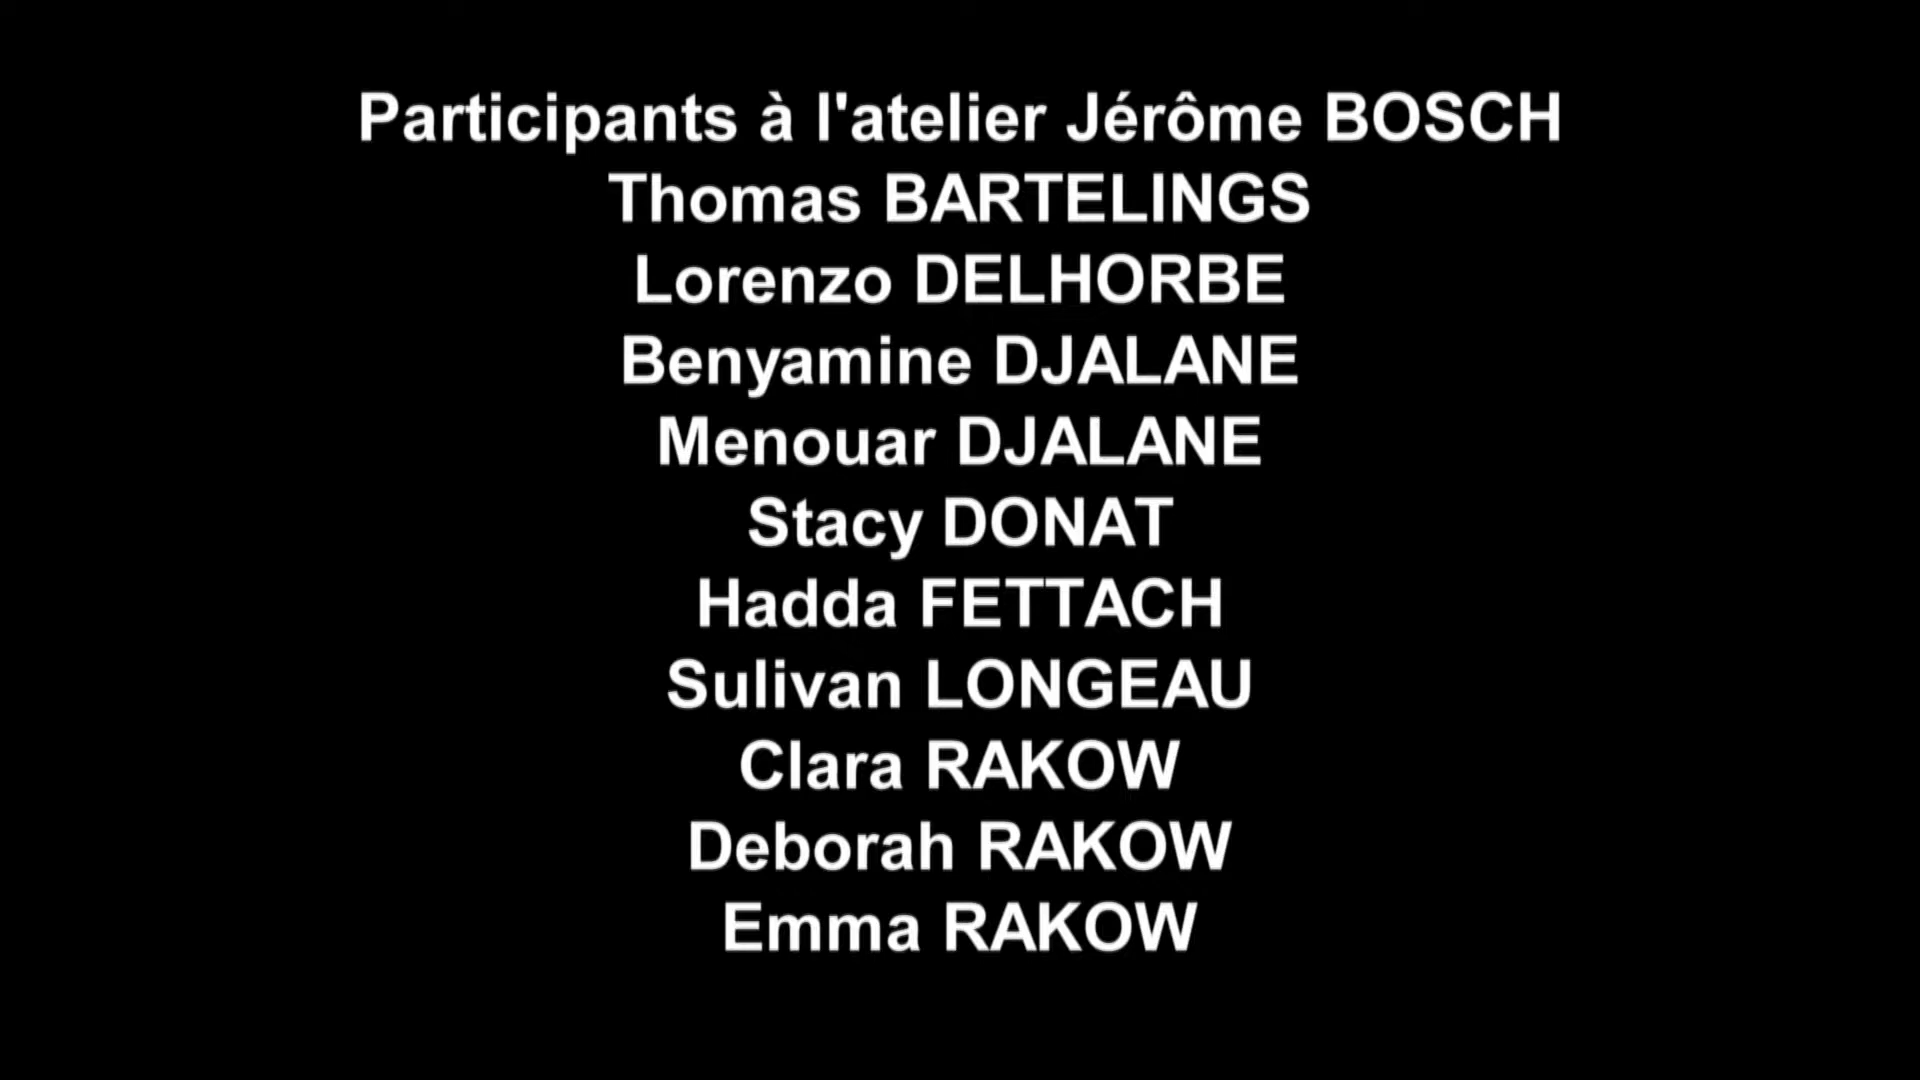 Participants à l'atelier Jérôme BOSCH
Thomas BARTELINGS
Lorenzo DELHORBE
Benyamine DJALANE
Menouar DJALANE
Stacy DONAT
Hadda FETTACH
Sulivan LONGEAU
Clara RAKOW
Deborah RAKOW
Emma RAKOW